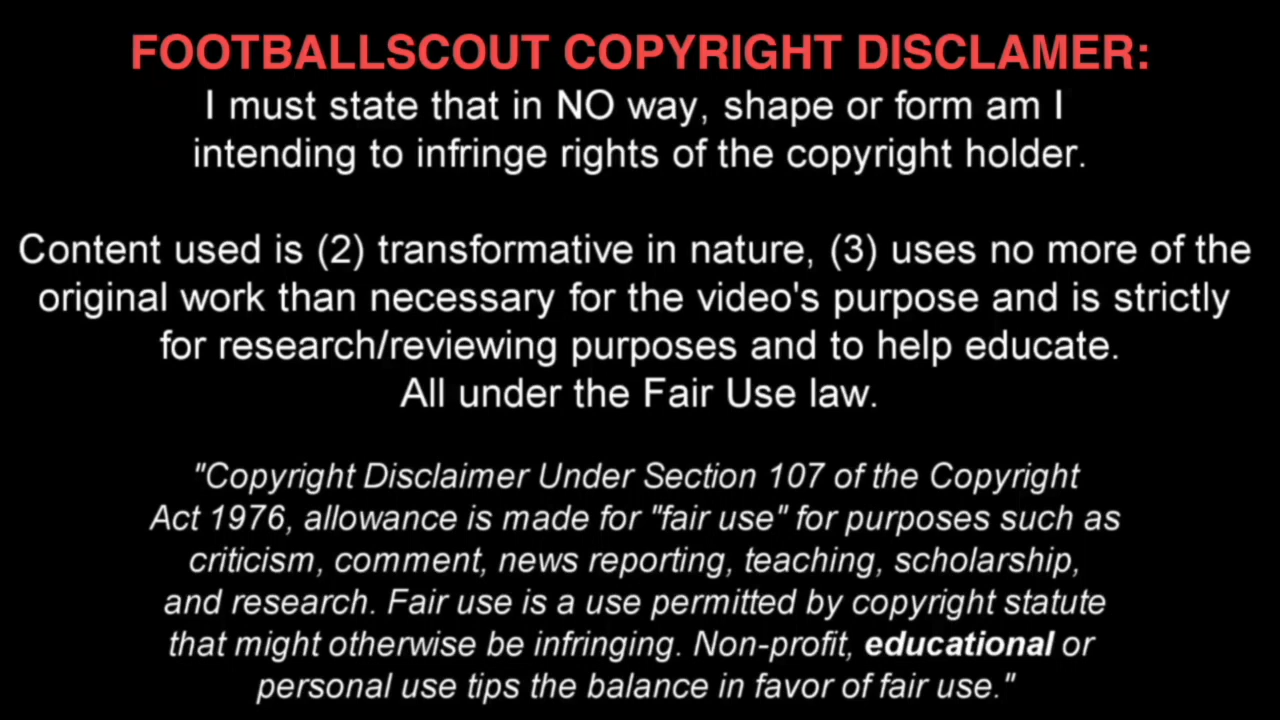 FOOTBALLSCOUT COPYRIGHT DISCLAMER:
I must state that in NO way, shape or form am I
intending to infringe rights of the copyright holder.
Content used is (2) transformative in nature, (3) uses no more of the
original work than necessary for the video's purpose and is strictly
for research/reviewing purposes and to help educate.
All under the Fair Use law.
"Copyright Disclaimer Under Section 107 of the Copyright
Act 1976, allowance is made for "fair use" for purposes such as
criticism, comment, news reporting, teaching, scholarship,
and research. Fair use is a use permitted by copyright statute
that might otherwise be infringing. Non-profit, educational or
personal use tips the balance in favor of fair use."